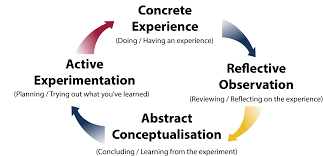 Concrete
Experience
(Doing / Having an experience)
Reflective
Observation
(Reviewing / Reflecting on the experience)
Abstract
Conceptualisation
(Concluding / Learning from the experiment)
Active
Experimentation
(Planning / Trying out what you've learned)